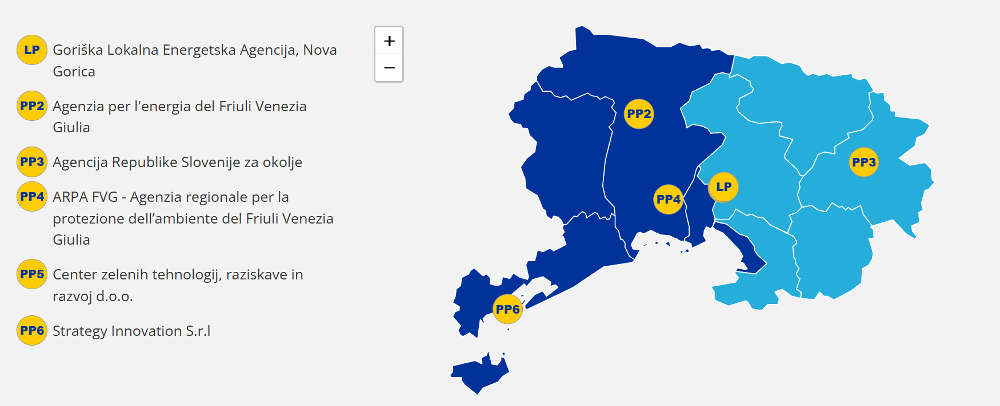 LP Goriška Lokalna Energetska Agencija, Nova
Gorica
PP2 Agenzia per l'energia del Friuli Venezia
Giulia
PP3 Agencija Republike Slovenije za okolje
PP4 ARPA FVG - Agenzia regionale per la
protezione dell’ambiente del Friuli Venezia
Giulia
PP5 Center zelenih tehnologij, raziskave in
razvoj d.o.o.
PP6 Strategy Innovation S.r.l
+
−
PP2
PP3
LP
PP4
PP6